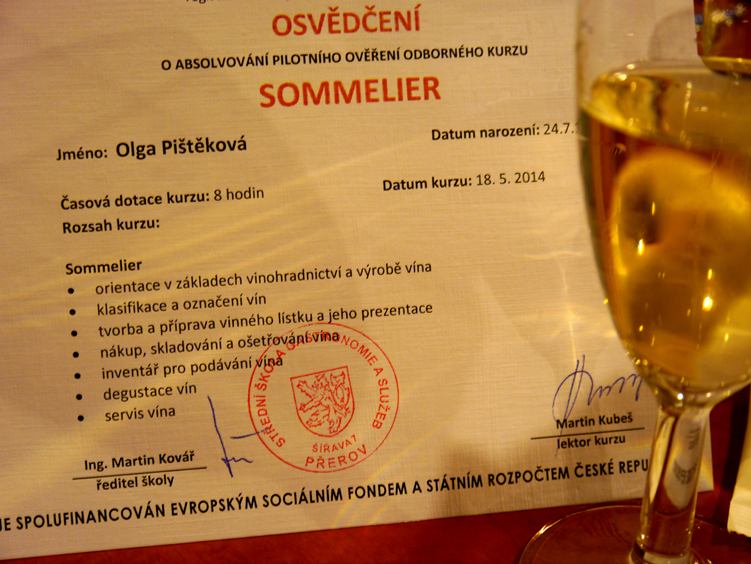 OSVĚDČENÍ
O ABSOLVOVÁNÍ PILOTNÍHO OVĚŘENÍ ODBORNÉHO KURZU
SOMMELIER
Jméno: Olga Pištěková
Datum narození: 24.7.
Časová dotace kurzu: 8 hodin
Datum kurzu: 18. 5. 2014
Rozsah kurzu:
Sommelier
• orientace v základech vinohradnictví a výrobě vína
• klasifikace a označení vín
• tvorba a příprava vinného lístku a jeho prezentace
• nákup, skladování a ošetřování vína
• inventář pro podávání vína
• degustace vín
• servis vína
STŘEDNÍ ŠKOLA GASTRONOMIE A SLUŽEB
ŠÍRAVA 7
PŘEROV
Ing. Martin Kovář
ředitel školy
Martin Kubeš
lektor kurzu
JE SPOLUFINANCOVÁN EVROPSKÝM SOCIÁLNÍM FONDEM A STÁTNÍM ROZPOČTEM ČESKÉ REPU